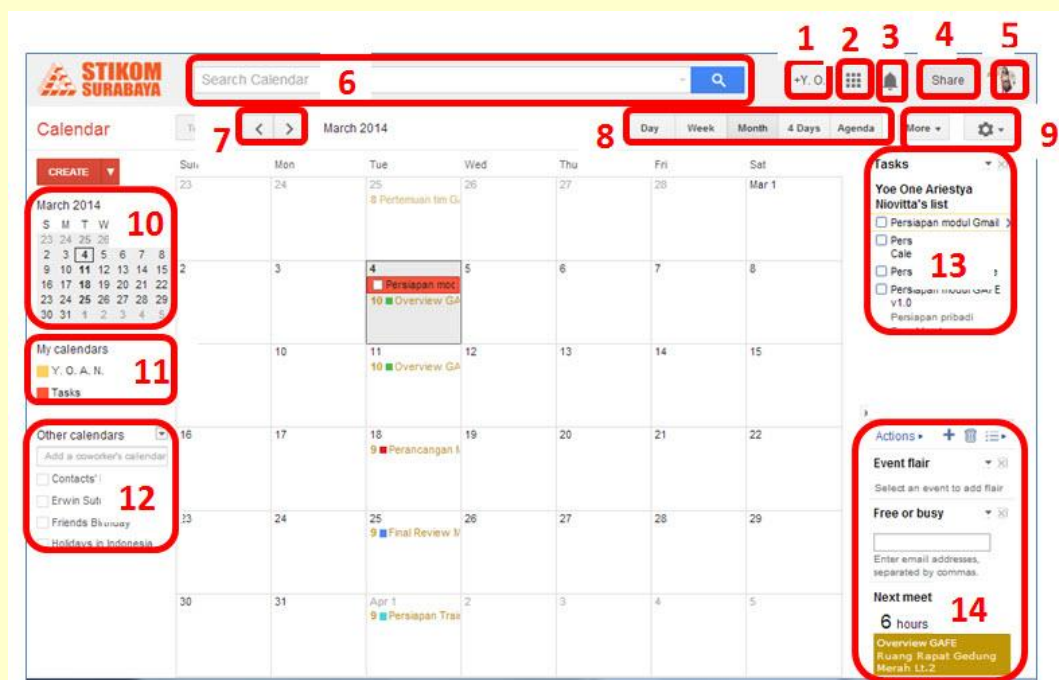 1 2 3 4 5
STIKOM
SURABAYA
Search Calendar 6 +Y. O. Share
Calendar 7 March 2014 8 Day Week Month 4 Days Agenda More 9
CREATE
Sun Mon Tue Wed Thu Fri Sat
23 24 25 26 27 28 Mar 1
8 Pertemuan tim G
2 3 4 5 6 7 8
Persiapan mod
10 Overview GA
10 11 12 13 14 15
10 Overview GA
16 17 18 19 20 21 22
9 Perancangan
23 24 25 26 27 28 29
9 Final Review M
30 31 Apr 1 2 3 4 5
9 Persiapan Trai
March 2014
10
S M T W
23 24 25 26
2 3 4 5 6 7 8
9 10 11 12 13 14 15
16 17 18 19 20 21 22
23 24 25 26 27 28 29
30 31 1 2 3 4 5
My calendars
Y. O. A. N. 11
Tasks
Other calendars
Add a coworker's calendar
Contacts'
Erwin Sut 12
Friends Birthday
Holidays in Indonesia
Tasks
Yoe One Ariestya
Niovitta's list
Persiapan modul Gmail
Pers
Cale
Pers 13
Persiapan modul GAFE
v1.0
Persiapan pribadi
Actions
Event flair
Select an event to add flair
Free or busy
Enter email addresses,
separated by commas.
Next meet
6 hours 14
Overview GAFE
Ruang Rapat Gedung
Merah Lt.2